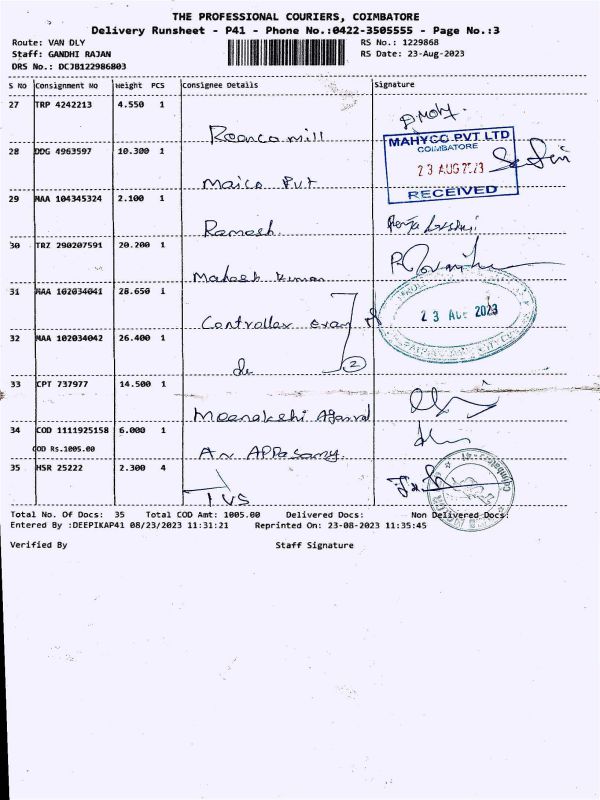 THE PROFESSIONAL COURIERS, COIMBATORE
Delivery Runsheet - P41 - Phone No.:0422-3505555 - Page No.:3
Route: VAN DLY RS No.: 1229868
Staff: GANDHI RAJAN RS Date: 23-Aug-2023
DRS No.: DCJB122986803
S No Consignment No Weight PCS Consignee Details Signature
27 TRP 4242213 4.550 1
Roanco mill
MAHYCO PVT LTD
COIMBATORE
28 DDG 4963597 10.300 1
23 AUG 2023
Maico Pvt
RECEIVED
29 MAA 104345324 2.100 1
Ramesh
30 TRZ 290207591 20.200 1
Mahesh kumar
31 MAA 102034041 28.650 1
23 AUG 2023
Controller exam of
32 MAA 102034042 26.400 1
do 2
33 CPT 737977 14.500 1
Meenakshi Agarwal
34 COD 1111925158 6.000 1
COD Rs.1005.00
An Appasamy.
35 HSR 25222 2.300 4
TVS
Total No. Of Docs: 35 Total COD Amt: 1005.00 Delivered Docs: Non Delivered Docs:
Entered By :DEEPIKAP41 08/23/2023 11:31:21 Reprinted On: 23-08-2023 11:35:45
Verified By Staff Signature